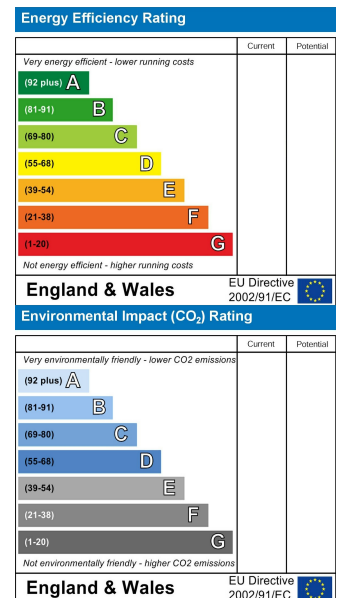 Energy Efficiency Rating
Current Potential
Very energy efficient - lower running costs
(92 plus) A
(81-91) B
(69-80) C
(55-68) D
(39-54) E
(21-38) F
(1-20) G
Not energy efficient - higher running costs
England & Wales
EU Directive
2002/91/EC
Environmental Impact (CO₂) Rating
Current Potential
Very environmentally friendly - lower CO2 emissions
(92 plus) A
(81-91) B
(69-80) C
(55-68) D
(39-54) E
(21-38) F
(1-20) G
Not environmentally friendly - higher CO2 emissions
England & Wales
EU Directive
2002/91/EC